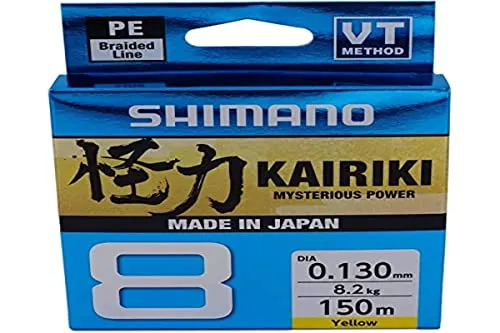 PE
Braided
Line
VT
METHOD
SHIMANO
怪力 KAIRIKI
MYSTERIOUS POWER
MADE IN JAPAN
8
DIA
0.130mm
8.2kg
150m
Yellow